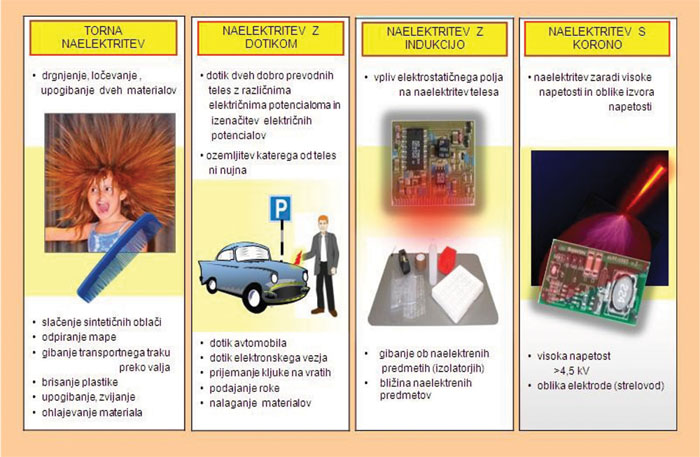 TORNA
NAELEKTRITEV
• drgnjenje, ločevanje,
upogibanje dveh materialov
• slačenje sintetičnih oblači
• odpiranje mape
• gibanje transportnega traku
preko valja
• brisanje plastike
• upogibanje, zvijanje
• ohlajevanje materiala
NAELEKTRITEV Z
DOTIKOM
• dotik dveh dobro prevodnih
teles z različnima
električnima potencialoma in
izenačitev električnih
potencialov
• ozemljitev katerega od teles
ni nujna
P
• dotik avtomobila
• dotik elektronskega vezja
• prijemanje kljuke na vratih
• podajanje roke
• nalaganje materialov
NAELEKTRITEV Z
INDUKCIJO
• vpliv elektrostatičnega polja
na naelektritev telesa
• gibanje ob naelektrenih
predmetih (izolatorjih)
• bližina naelektrenih
predmetov
NAELEKTRITEV S
KORONO
• naelektritev zaradi visoke
napetosti in oblike izvora
napetosti
• visoka napetost
>4,5 kV
• oblika elektrode (strelovod)